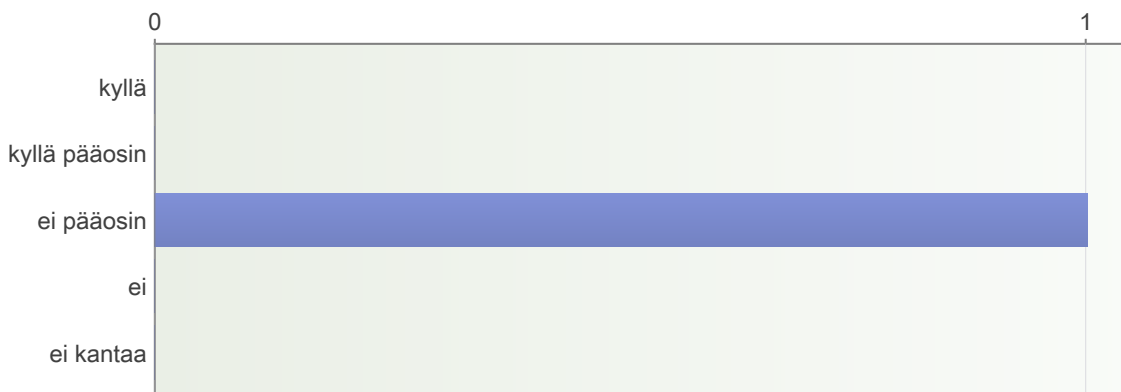 0 1
kyllä
kyllä pääosin
ei pääosin
ei
ei kantaa